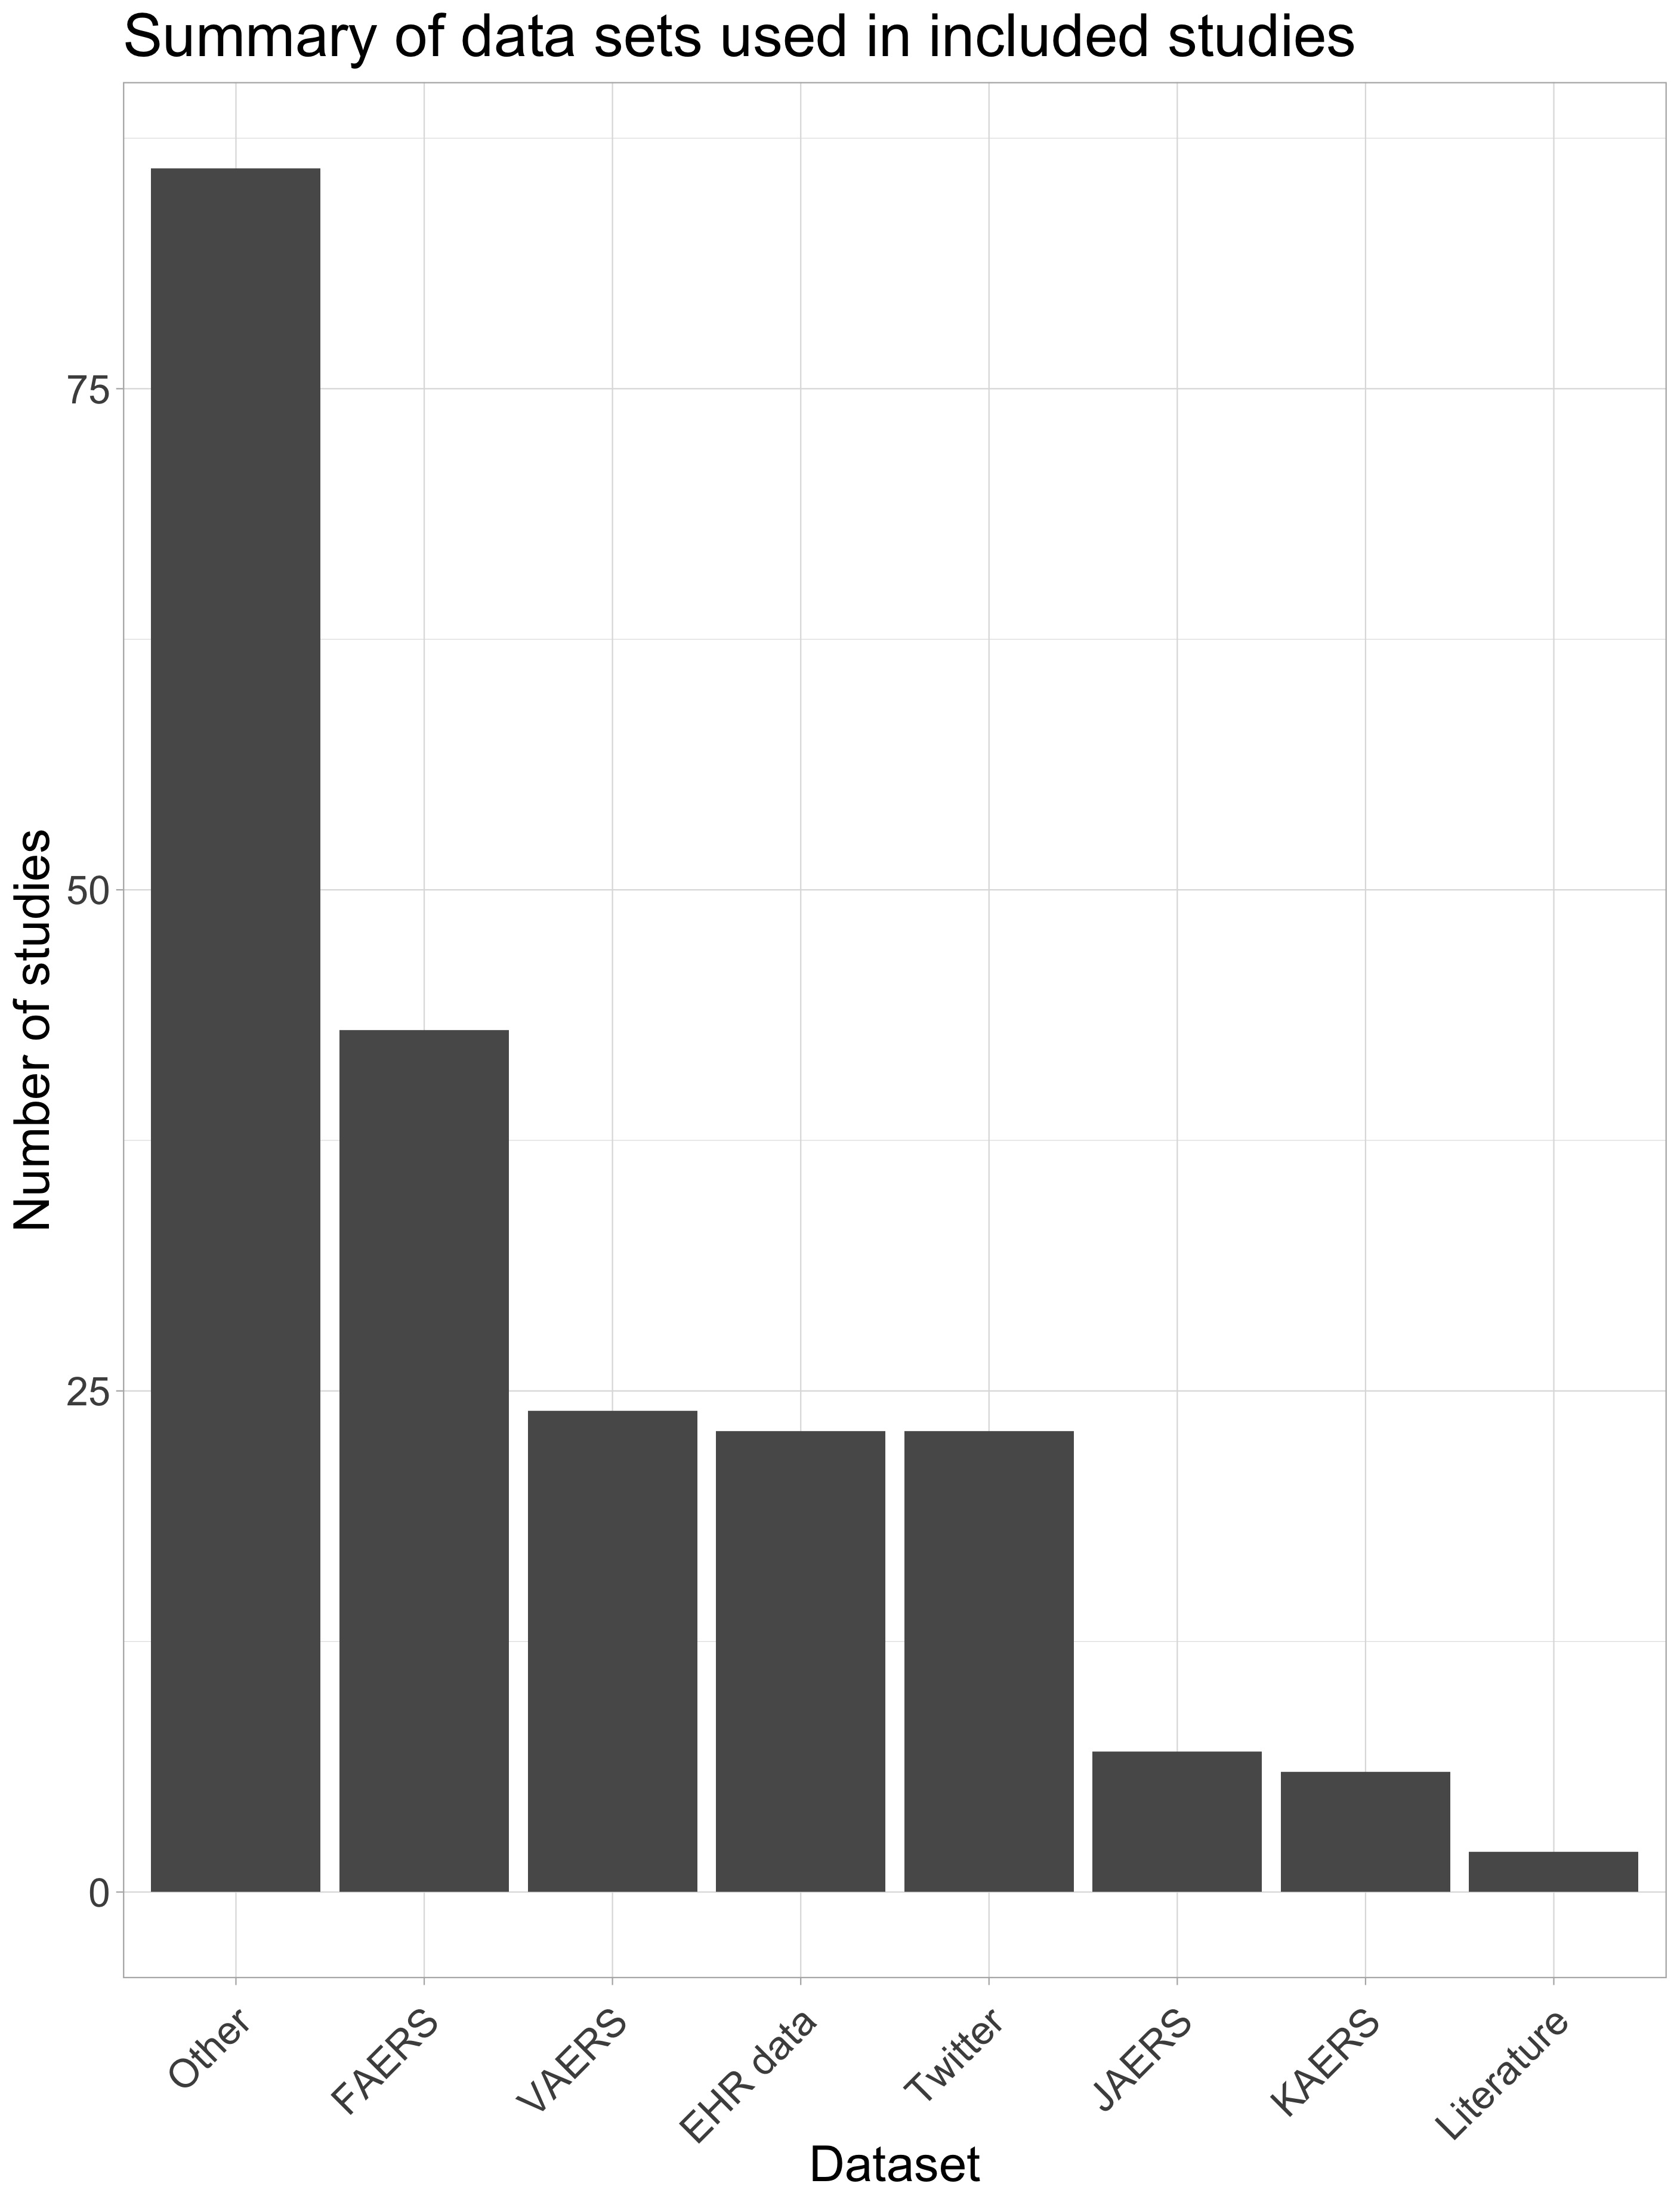 Summary of data sets used in included studies
Number of studies
75
50
25
0
Other
FAERS
VAERS
EHR data
Twitter
JAERS
KAERS
Literature
Dataset